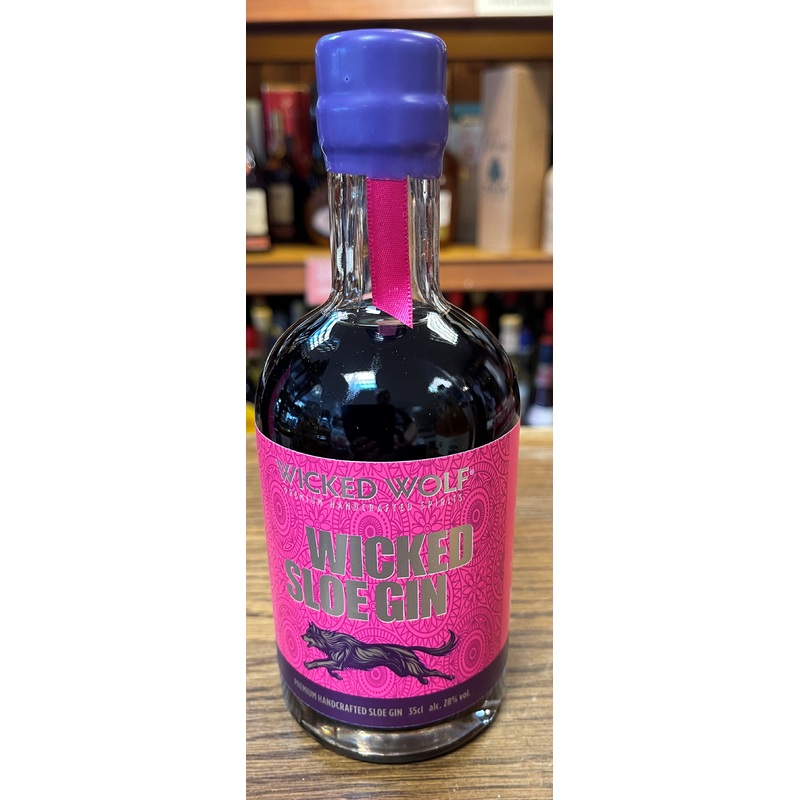 WICKED WOLF®
PREMIUM HANDCRAFTED SPIRITS
WICKED
SLOE GIN
PREMIUM HANDCRAFTED SLOE GIN 35cl alc. 28% vol.